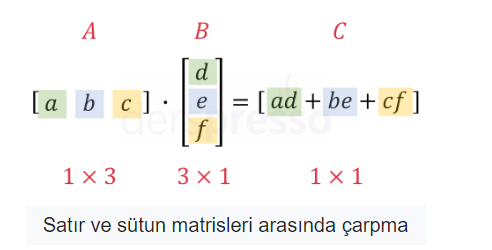 A B C
[a b c] · [d e f] = [ad + be + cf]
1 × 3 3 × 1 1 × 1
Satır ve sütun matrisleri arasında çarpma